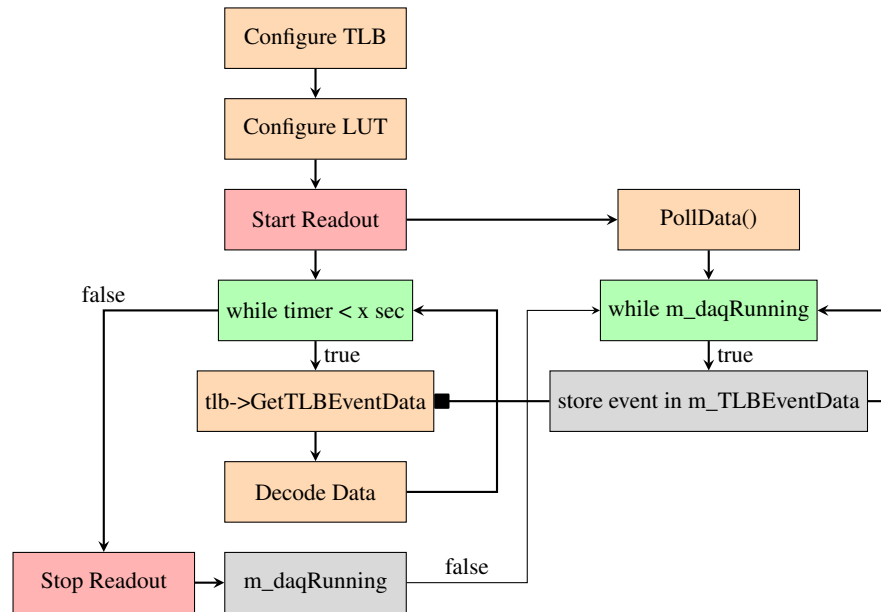 Configure TLB
Configure LUT
Start Readout
PollData()
false
while timer < x sec
while m_daqRunning
true
true
tlb->GetTLBEventData
store event in m_TLBEventData
Decode Data
Stop Readout
m_daqRunning
false